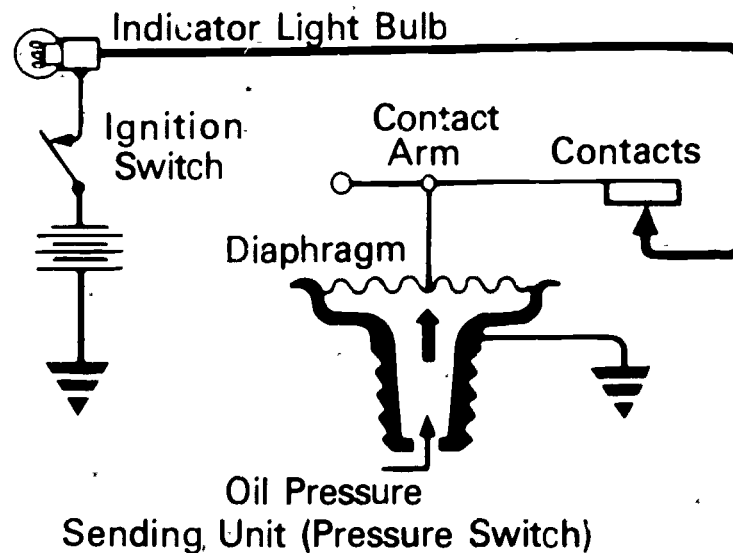 Indicator Light Bulb
Ignition
Switch
Contact
Arm
Contacts
Diaphragm
Oil Pressure
Sending Unit (Pressure Switch)